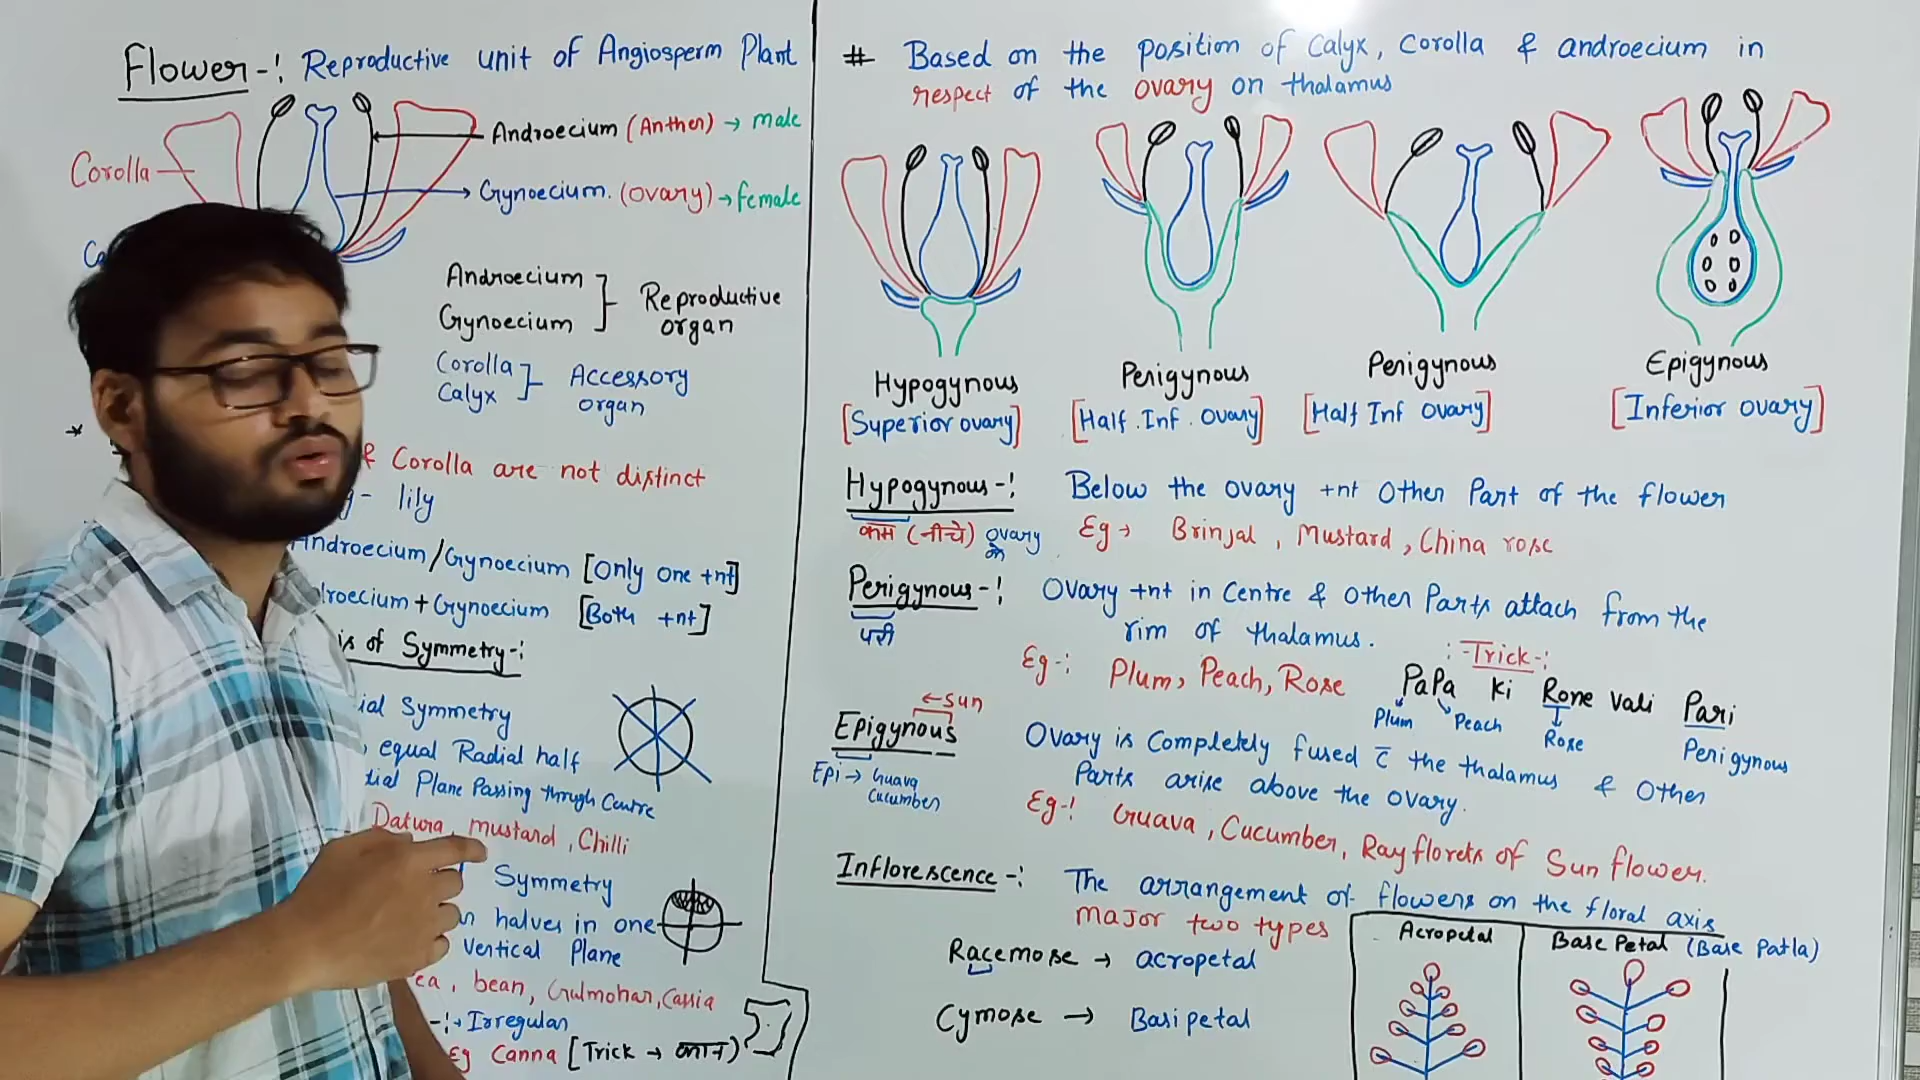 Flower-: Reproductive unit of Angiosperm Plant
Corolla
Androecium (Anther) → male
Gynoecium. (ovary) → female
Ca
Androecium
Gynoecium
Reproductive
organ
Corolla
Calyx
Accessory
organ
*
& Corolla are not distinct
lily
Androecium/Gynoecium [Only one +nt]
droecium + Gynoecium [Both +nt]
is of Symmetry-:
ial Symmetry
equal Radial half
dial Plane Passing through Centre
Datura, mustard, Chilli
Symmetry
halves in one
Vertical Plane
ea, bean, Gulmohar, Cassia
-:→ Irregular
Eg Canna [Trick → काना)
# Based on the position of Calyx, Corolla & androecium in
respect of the ovary on thalamus
Hypogynous
[Superior ovary]
Perigynous
[Half. Inf. Ovary]
Perigynous
[Half Inf Ovary]
Epigynous
[Inferior ovary]
Hypogynous-: Below the ovary +nt Other Part of the flower
कम (नीचे) ovary के
Eg → Brinjal, Mustard, China rose
Perigynous-: Ovary +nt in Centre & other Parts attach from the
परी
rim of thalamus.
:-Trick-:
Eg-: Plum, Peach, Rose
PaPa ki Rone vali Pari
Plum Peach Rose Perigynous
←Sun
Epigynous
Epi→ Guava
Cucumber
Ovary is Completely fused c̄ the thalamus & Other
Parts arise above the ovary.
Eg-: Guava, Cucumber, Ray florets of Sun flower.
Inflorescence-: The arrangement of flowers on the floral axis
major two types
Racemose → acropetal
Cymose → Basipetal
Acropetal
Base Petal (Base Patla)